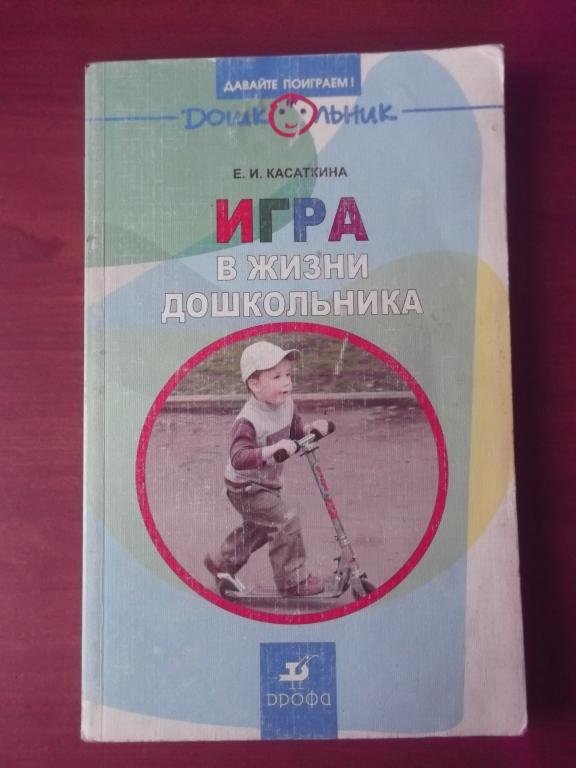 ДАВАЙТЕ ПОИГРАЕМ!
ДОШКОЛЬНИК
Е. И. КАСАТКИНА
ИГРА
В ЖИЗНИ
ДОШКОЛЬНИКА
дрофа